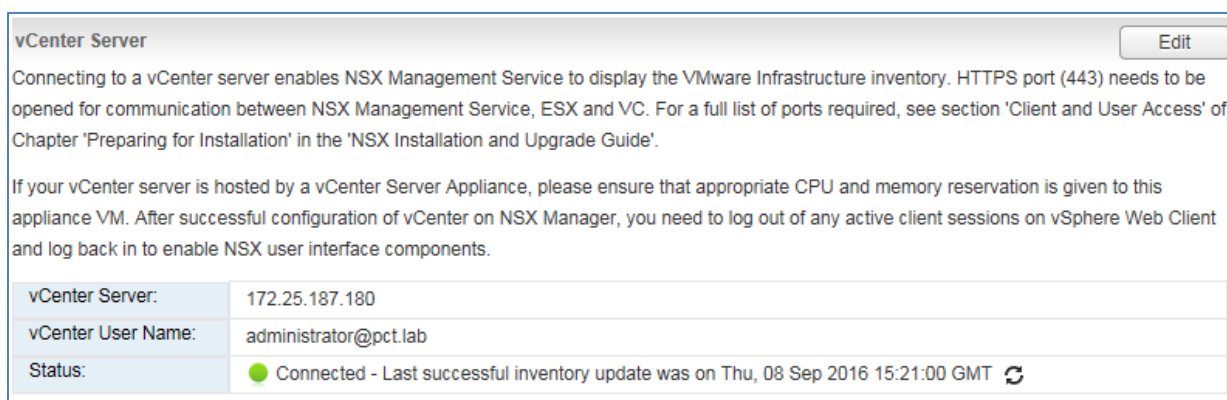 vCenter Server
Edit
Connecting to a vCenter server enables NSX Management Service to display the VMware Infrastructure inventory. HTTPS port (443) needs to be
opened for communication between NSX Management Service, ESX and VC. For a full list of ports required, see section 'Client and User Access' of
Chapter 'Preparing for Installation' in the 'NSX Installation and Upgrade Guide'.
If your vCenter server is hosted by a vCenter Server Appliance, please ensure that appropriate CPU and memory reservation is given to this
appliance VM. After successful configuration of vCenter on NSX Manager, you need to log out of any active client sessions on vSphere Web Client
and log back in to enable NSX user interface components.
vCenter Server: 172.25.187.180
vCenter User Name: administrator@pct.lab
Status: Connected - Last successful inventory update was on Thu, 08 Sep 2016 15:21:00 GMT